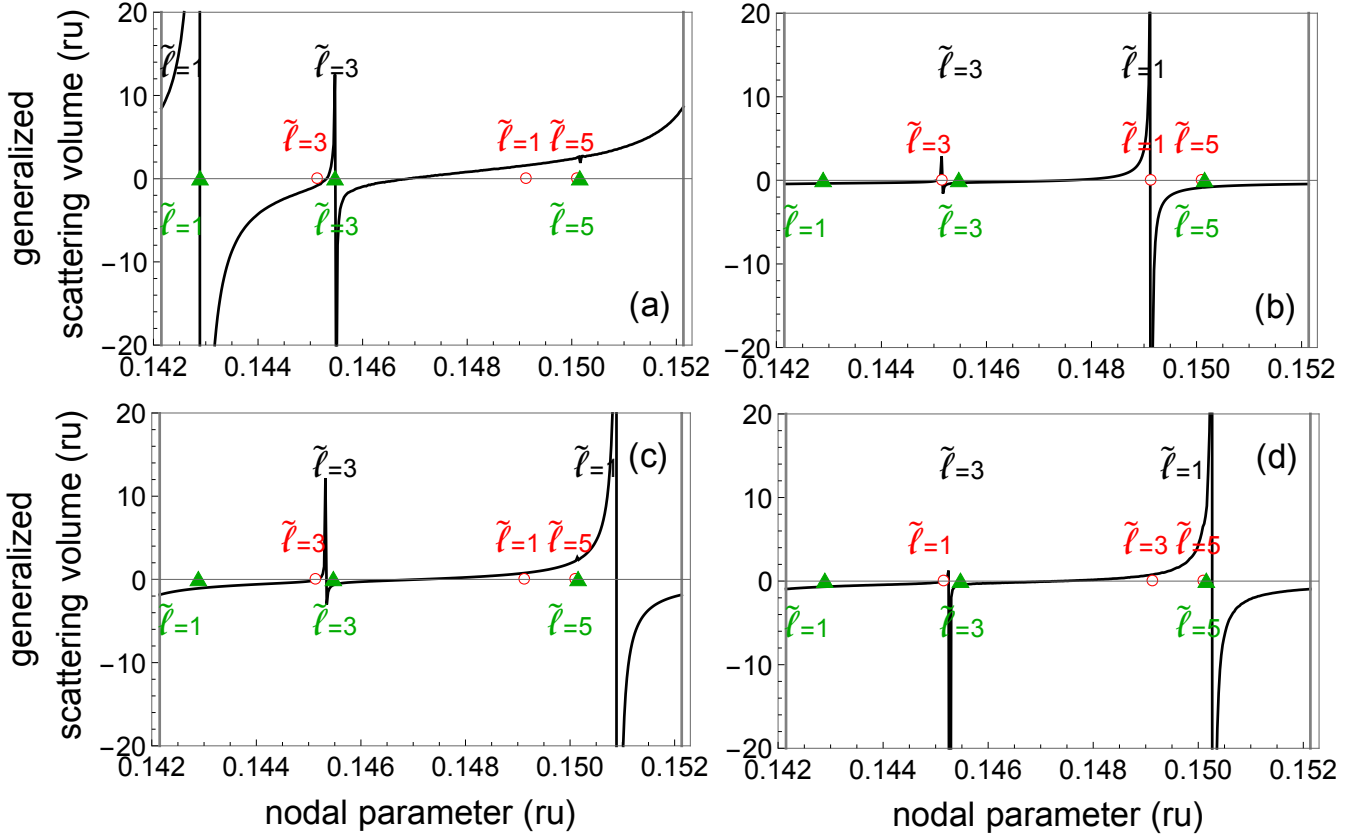 generalized
scattering volume (ru)
20
10
0
−10
−20
ℓ̃=1
ℓ̃=3
ℓ̃=3
ℓ̃=1
ℓ̃=5
ℓ̃=1
ℓ̃=3
ℓ̃=5
(a)
0.142 0.144 0.146 0.148 0.150 0.152
20
10
0
−10
−20
ℓ̃=3
ℓ̃=1
ℓ̃=3
ℓ̃=1
ℓ̃=5
ℓ̃=1
ℓ̃=3
ℓ̃=5
(b)
0.142 0.144 0.146 0.148 0.150 0.152
generalized
scattering volume (ru)
20
10
0
−10
−20
ℓ̃=3
ℓ̃=1
(c)
ℓ̃=3
ℓ̃=1
ℓ̃=5
ℓ̃=1
ℓ̃=3
ℓ̃=5
0.142 0.144 0.146 0.148 0.150 0.152
nodal parameter (ru)
20
10
0
−10
−20
ℓ̃=3
ℓ̃=1
(d)
ℓ̃=1
ℓ̃=3
ℓ̃=5
ℓ̃=1
ℓ̃=3
ℓ̃=5
0.142 0.144 0.146 0.148 0.150 0.152
nodal parameter (ru)